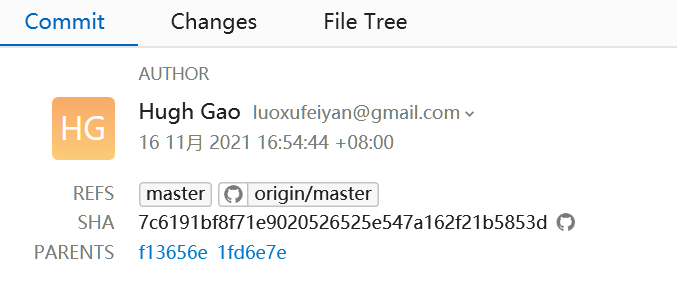 Commit Changes File Tree
AUTHOR
HG
Hugh Gao luoxufeiyan@gmail.com
16 11月 2021 16:54:44 +08:00
REFS master origin/master
SHA 7c6191bf8f71e9020526525e547a162f21b5853d
PARENTS f13656e 1fd6e7e